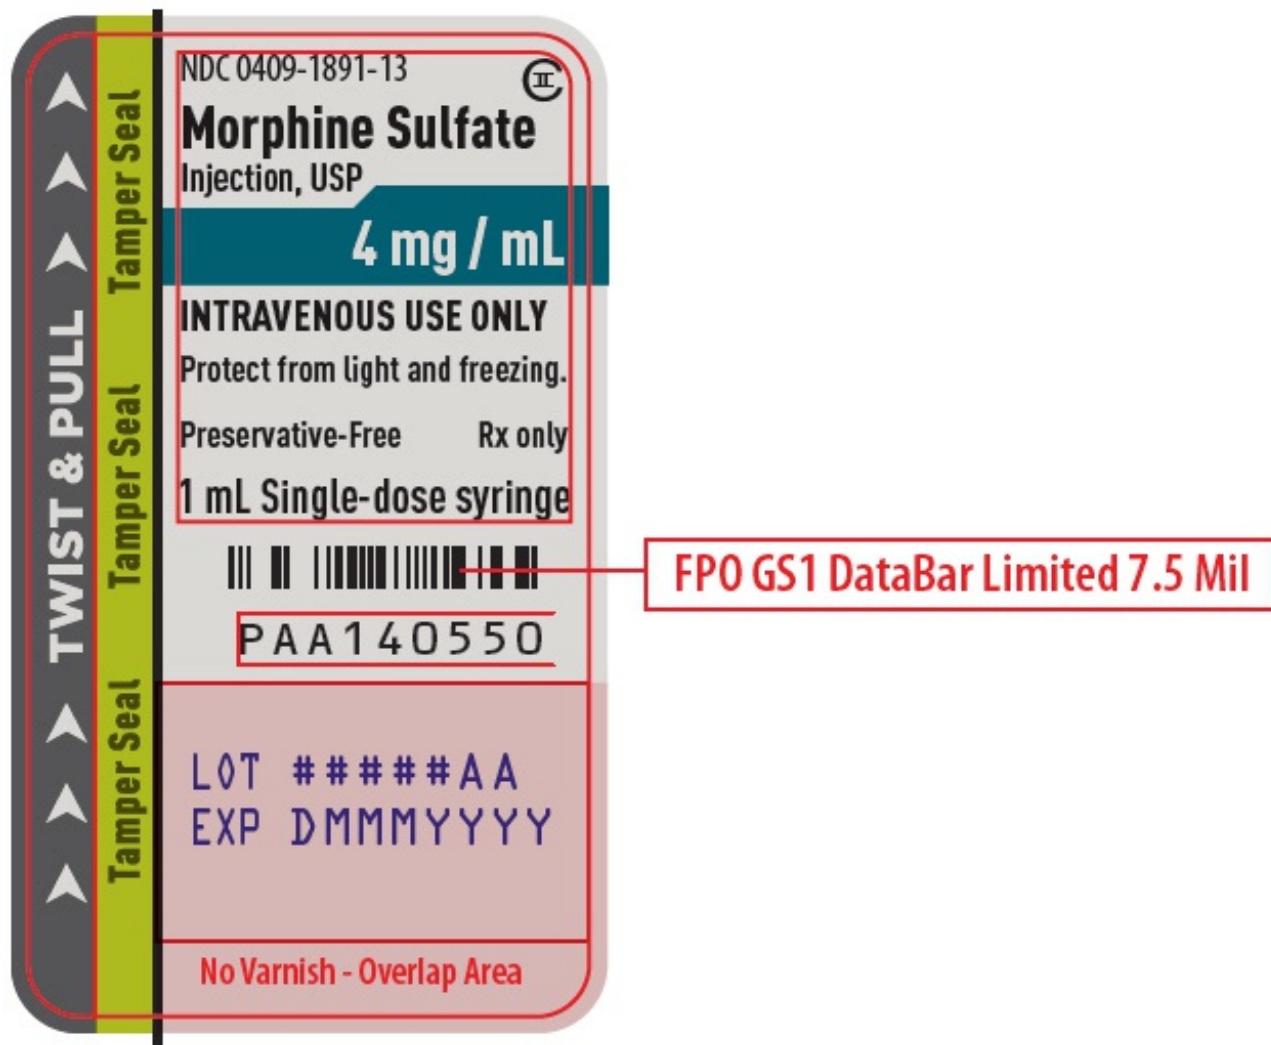 NDC 0409-1891-13
CII
Morphine Sulfate
Injection, USP
4 mg / mL
INTRAVENOUS USE ONLY
Protect from light and freezing.
Preservative-Free Rx only
1 mL Single-dose syringe
FPO GS1 DataBar Limited 7.5 Mil
PAA140550
LOT #####AA
EXP DMMMYYYY
No Varnish - Overlap Area
TWIST & PULL
Tamper Seal
Tamper Seal
Tamper Seal